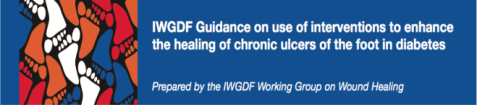 IWGDF Guidance on use of interventions to enhance
the healing of chronic ulcers of the foot in diabetes
Prepared by the IWGDF Working Group on Wound Healing